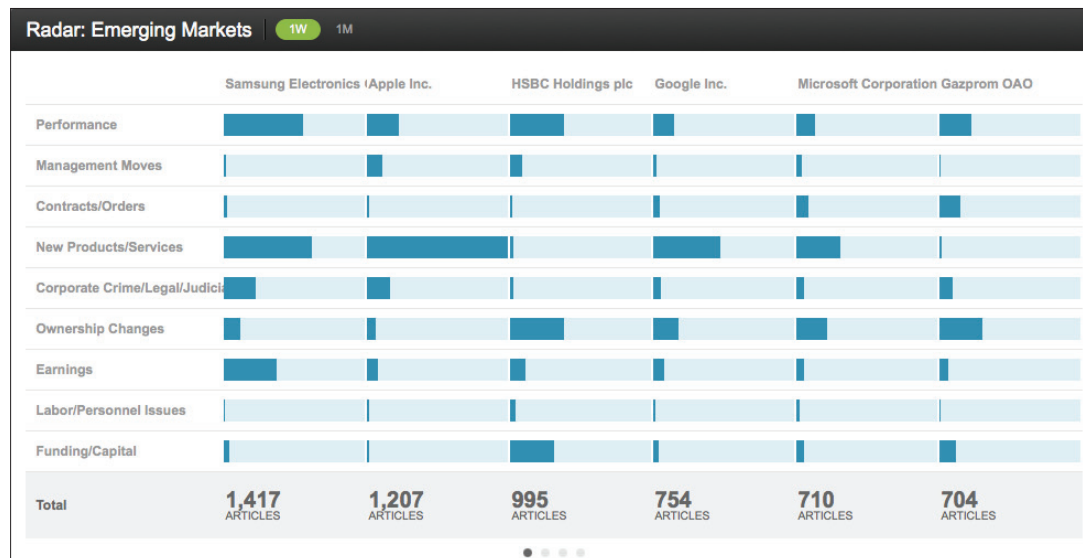 Radar: Emerging Markets 1W 1M
Samsung Electronics ( Apple Inc. HSBC Holdings plc Google Inc. Microsoft Corporation Gazprom OAO
Performance
Management Moves
Contracts/Orders
New Products/Services
Corporate Crime/Legal/Judicia
Ownership Changes
Earnings
Labor/Personnel Issues
Funding/Capital
Total 1,417 1,207 995 754 710 704
ARTICLES ARTICLES ARTICLES ARTICLES ARTICLES ARTICLES